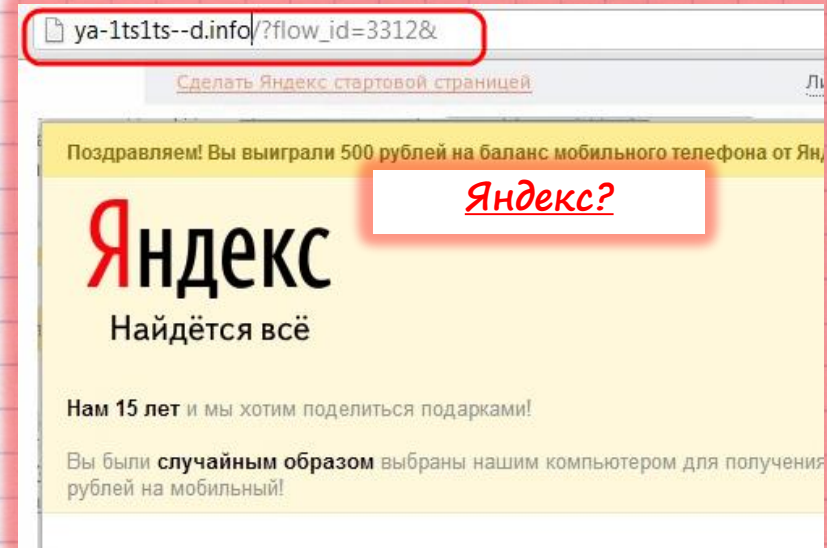 ya-1ts1ts--d.info/?flow_id=3312&
Сделать Яндекс стартовой страницей
Поздравляем! Вы выиграли 500 рублей на баланс мобильного телефона от
Яндекс?
Яндекс
Найдётся всё
Нам 15 лет и мы хотим поделиться подарками!
Вы были случайным образом выбраны нашим компьютером для получения
рублей на мобильный!